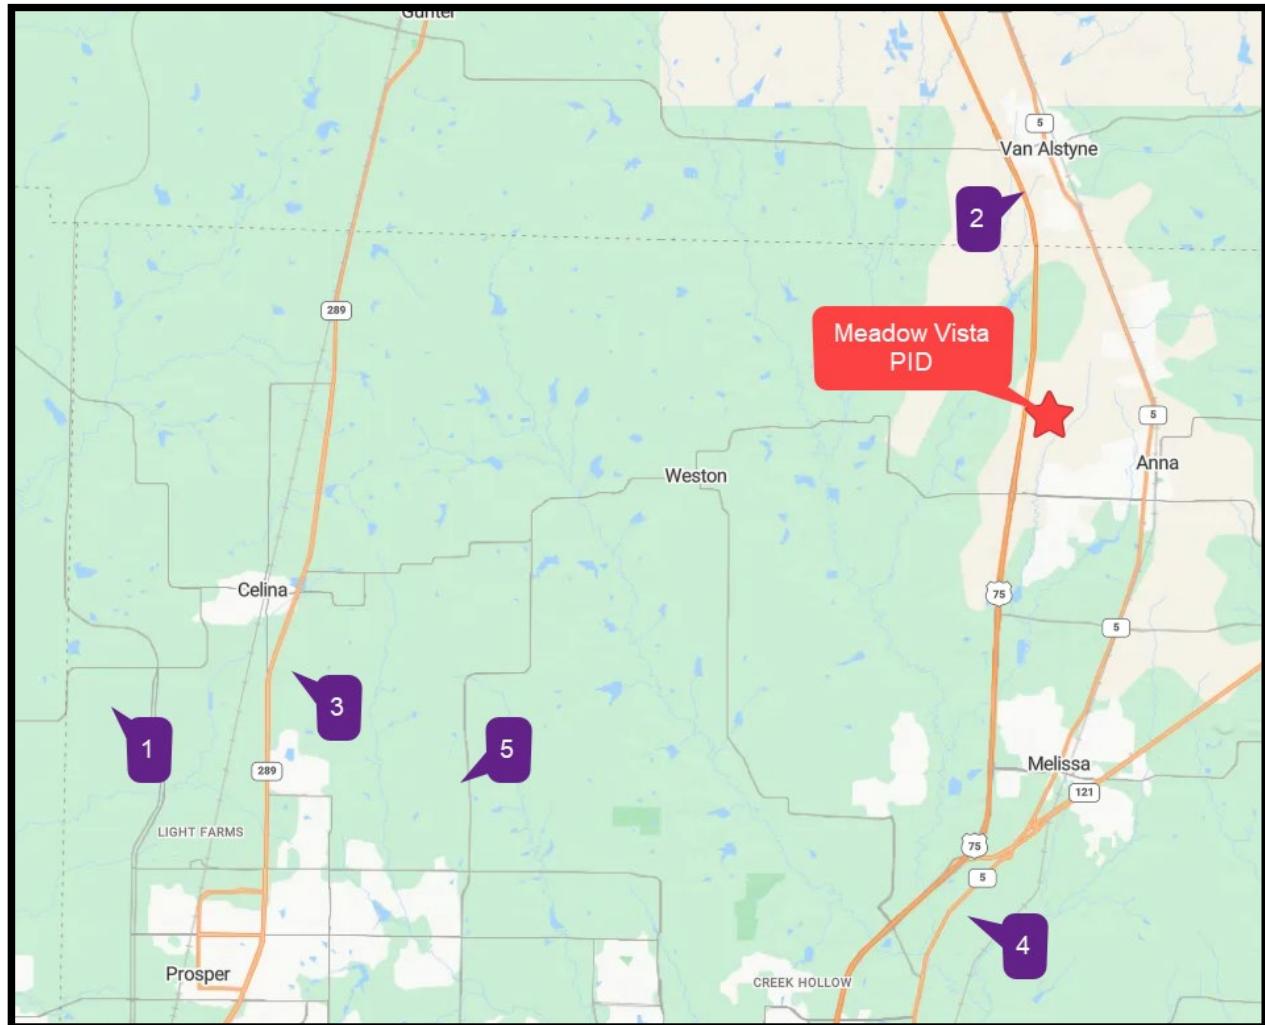 Gunter
5
Van Alstyne
2
289
Meadow Vista
PID
5
Anna
Weston
Celina
75
5
3
1
5
289
Melissa
121
LIGHT FARMS
75
5
4
Prosper
CREEK HOLLOW